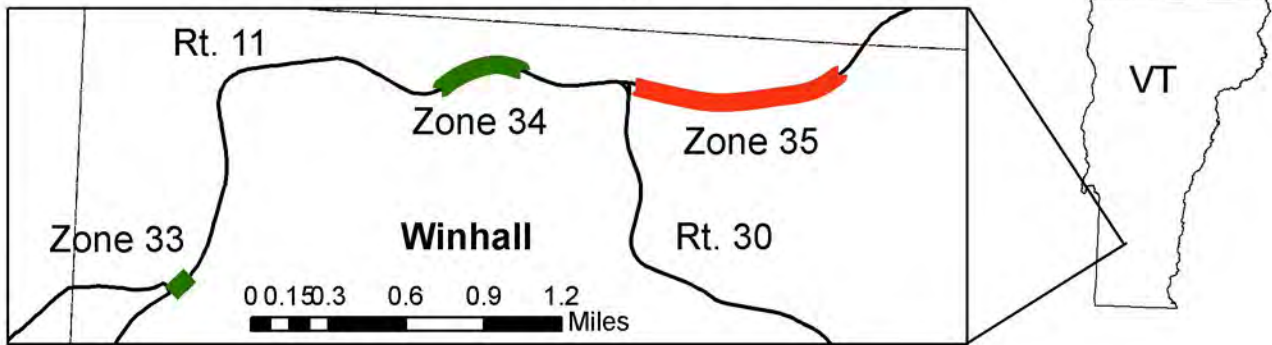 Rt. 11
VT
Zone 34
Zone 35
Zone 33
Winhall
Rt. 30
0 0.15 0.3 0.6 0.9 1.2
Miles